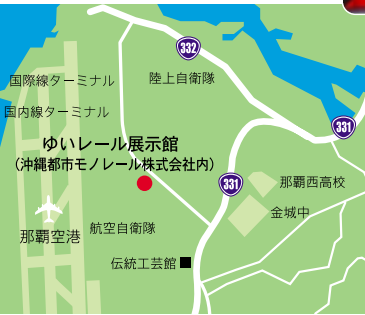 332
国際線ターミナル
陸上自衛隊
国内線ターミナル
331
ゆいレール展示館
(沖縄都市モノレール株式会社内)
331
那覇西高校
金城中
那覇空港
航空自衛隊
伝統工芸館